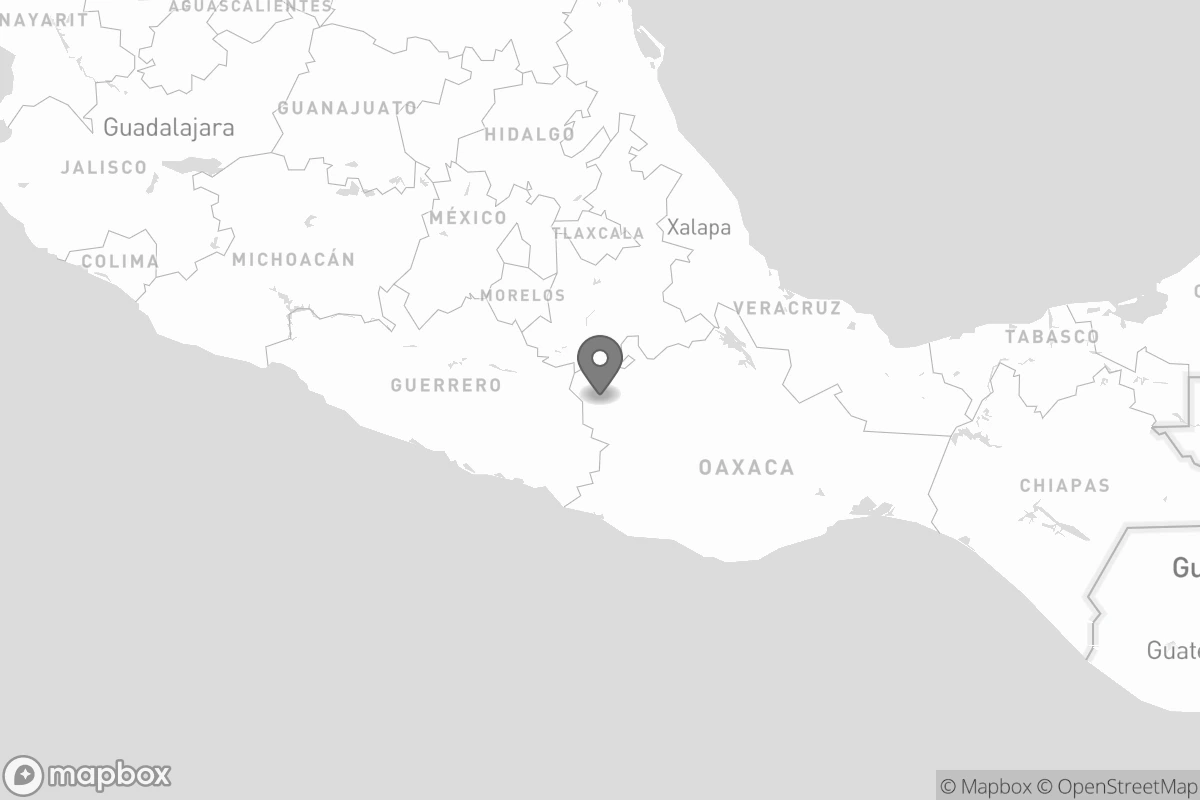 NAYARIT
AGUASCALIENTES
GUANAJUATO
Guadalajara
HIDALGO
JALISCO
MÉXICO
TLAXCALA
Xalapa
COLIMA
MICHOACÁN
MORELOS
VERACRUZ
TABASCO
GUERRERO
OAXACA
CHIAPAS
Gu
Guate
mapbox
© Mapbox © OpenStreetMap